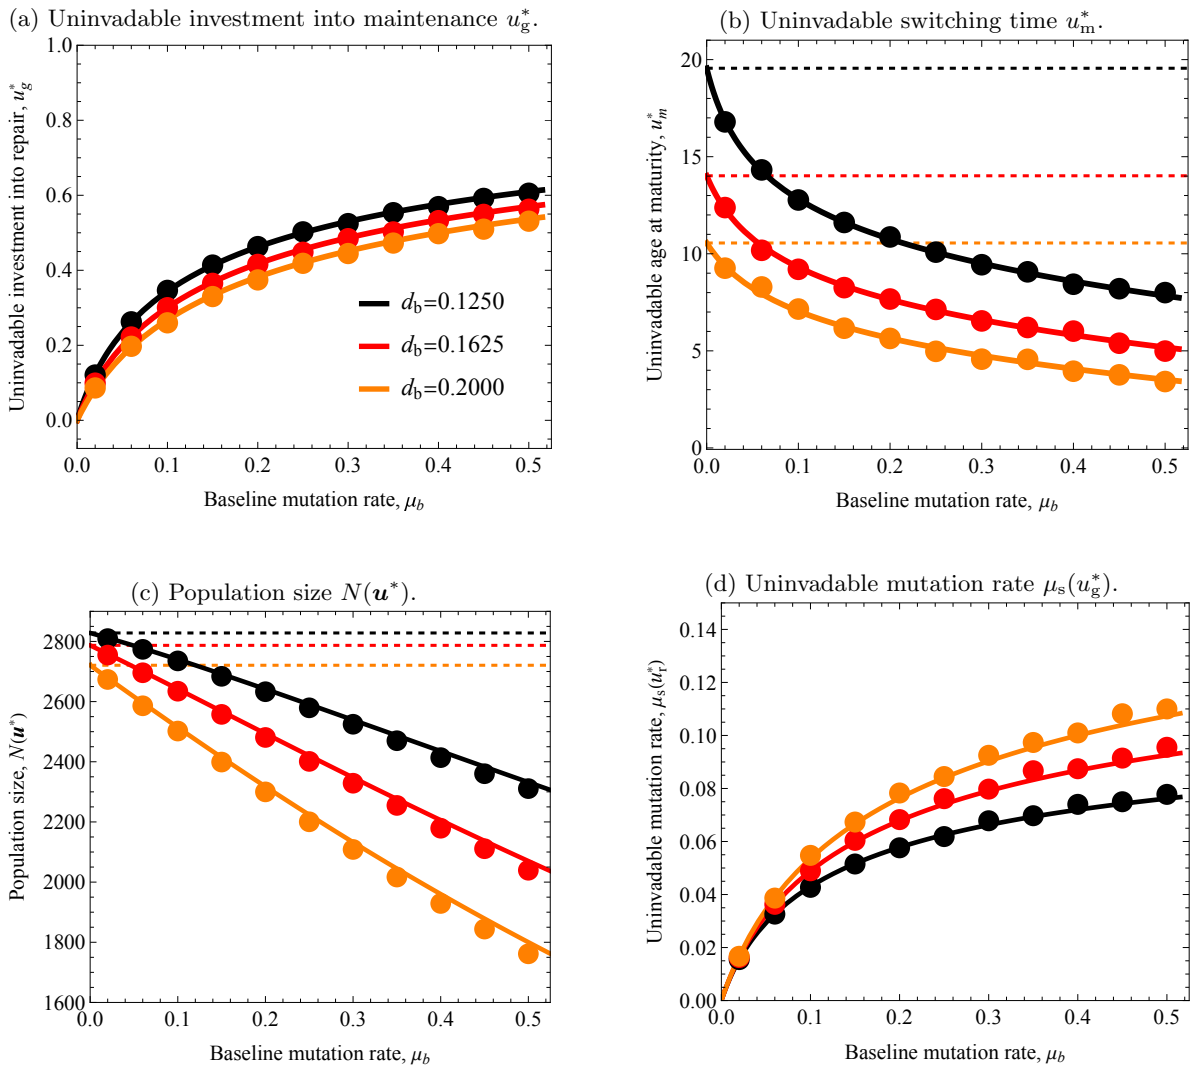 (a) Uninvadable investment into maintenance u*g.
Uninvadable investment into repair, u*g
1.0
0.8
0.6
0.4
0.2
0.0
db=0.1250
db=0.1625
db=0.2000
0.0 0.1 0.2 0.3 0.4 0.5
Baseline mutation rate, μb
(b) Uninvadable switching time u*m.
Uninvadable age at maturity, u*m
20
15
10
5
0
0.0 0.1 0.2 0.3 0.4 0.5
Baseline mutation rate, μb
(c) Population size N(u*).
Population size, N(u*)
2800
2600
2400
2200
2000
1800
1600
0.0 0.1 0.2 0.3 0.4 0.5
Baseline mutation rate, μb
(d) Uninvadable mutation rate μs(u*g).
Uninvadable mutation rate, μs(u*r)
0.14
0.12
0.10
0.08
0.06
0.04
0.02
0.00
0.0 0.1 0.2 0.3 0.4 0.5
Baseline mutation rate, μb